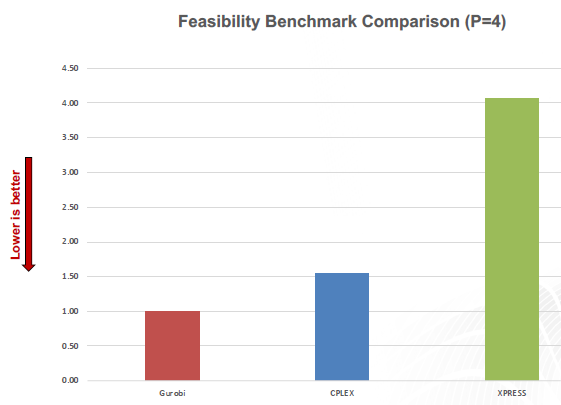 Feasibility Benchmark Comparison (P=4)
4.50
4.00
3.50
3.00
2.50
2.00
1.50
1.00
0.50
0.00
Lower is better
Gurobi
CPLEX
XPRESS